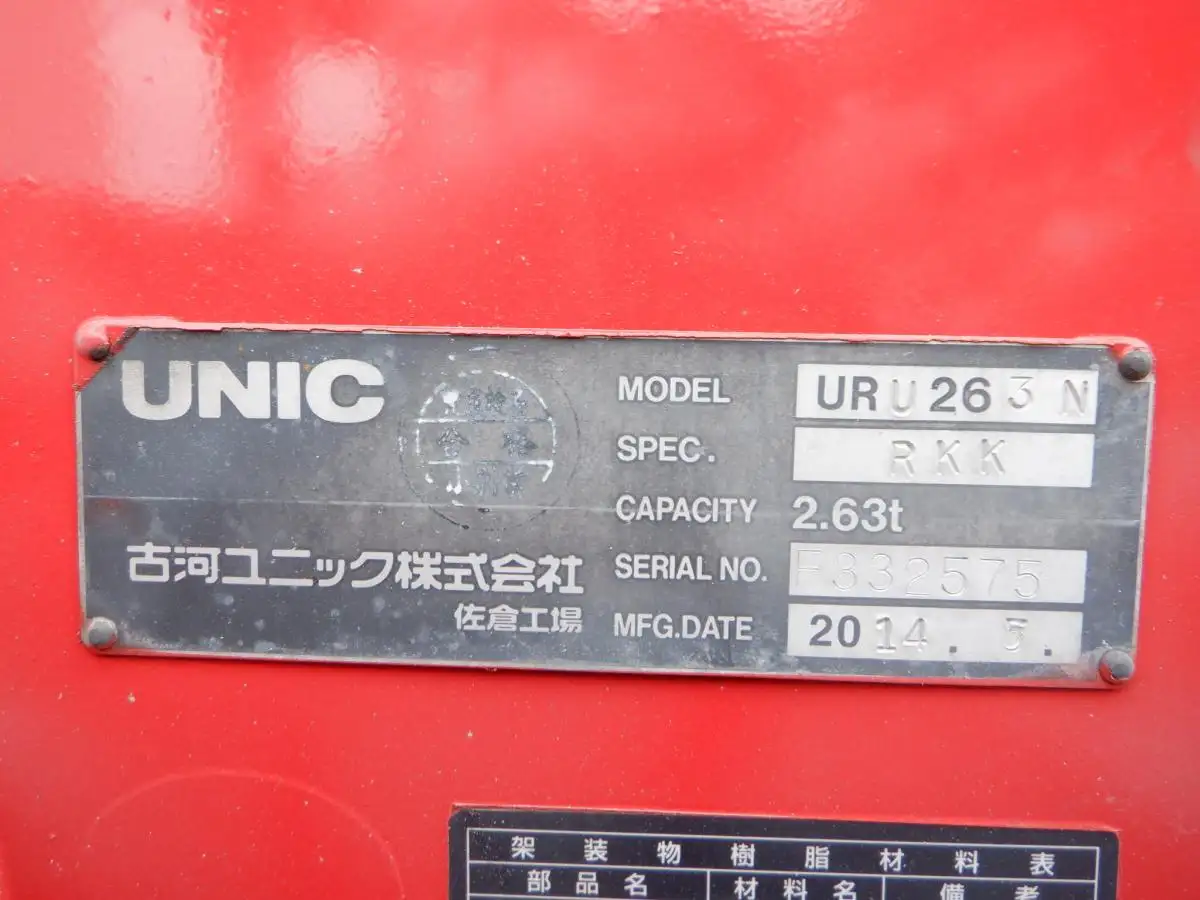 UNIC
MODEL URU263N
SPEC. RKK
CAPACITY 2.63t
SERIAL NO. F332575
MFG.DATE 2014.3.
古河ユニック株式会社
佐倉工場
架装物樹脂材料表
部品名 材料名 備考